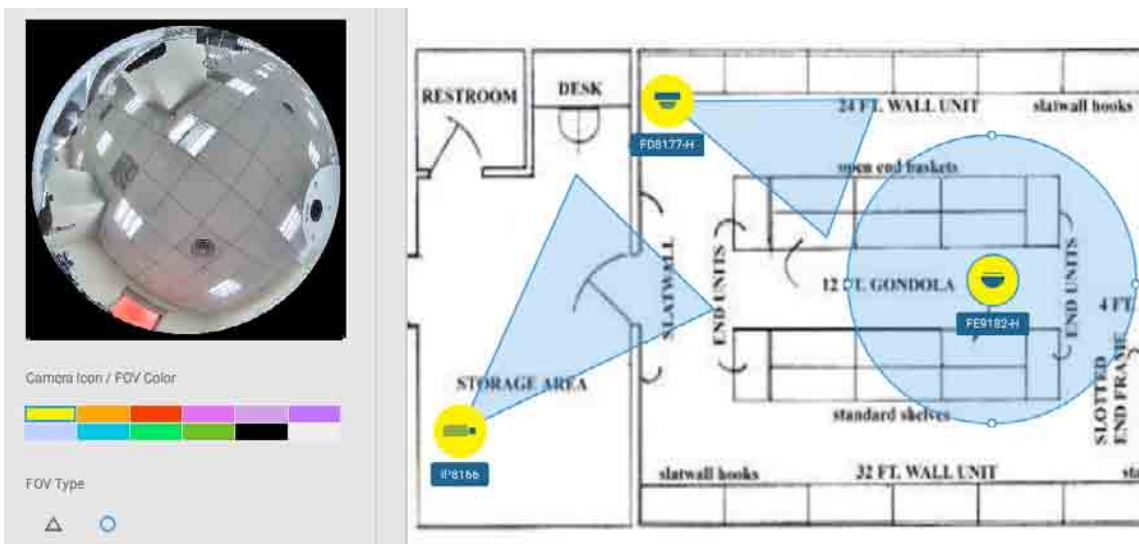 Camera Icon / FOV Color
FOV Type
RESTROOM
DESK
24 FT. WALL UNIT
slatwall hooks
FD8177-H
open end baskets
SLATWALL
END UNITS
12 FT. GONDOLA
END UNITS
4 FT.
FE9182-H
STORAGE AREA
standard shelves
SLOTTED
END FRAME
IP8166
slatwall hooks
32 FT. WALL UNIT